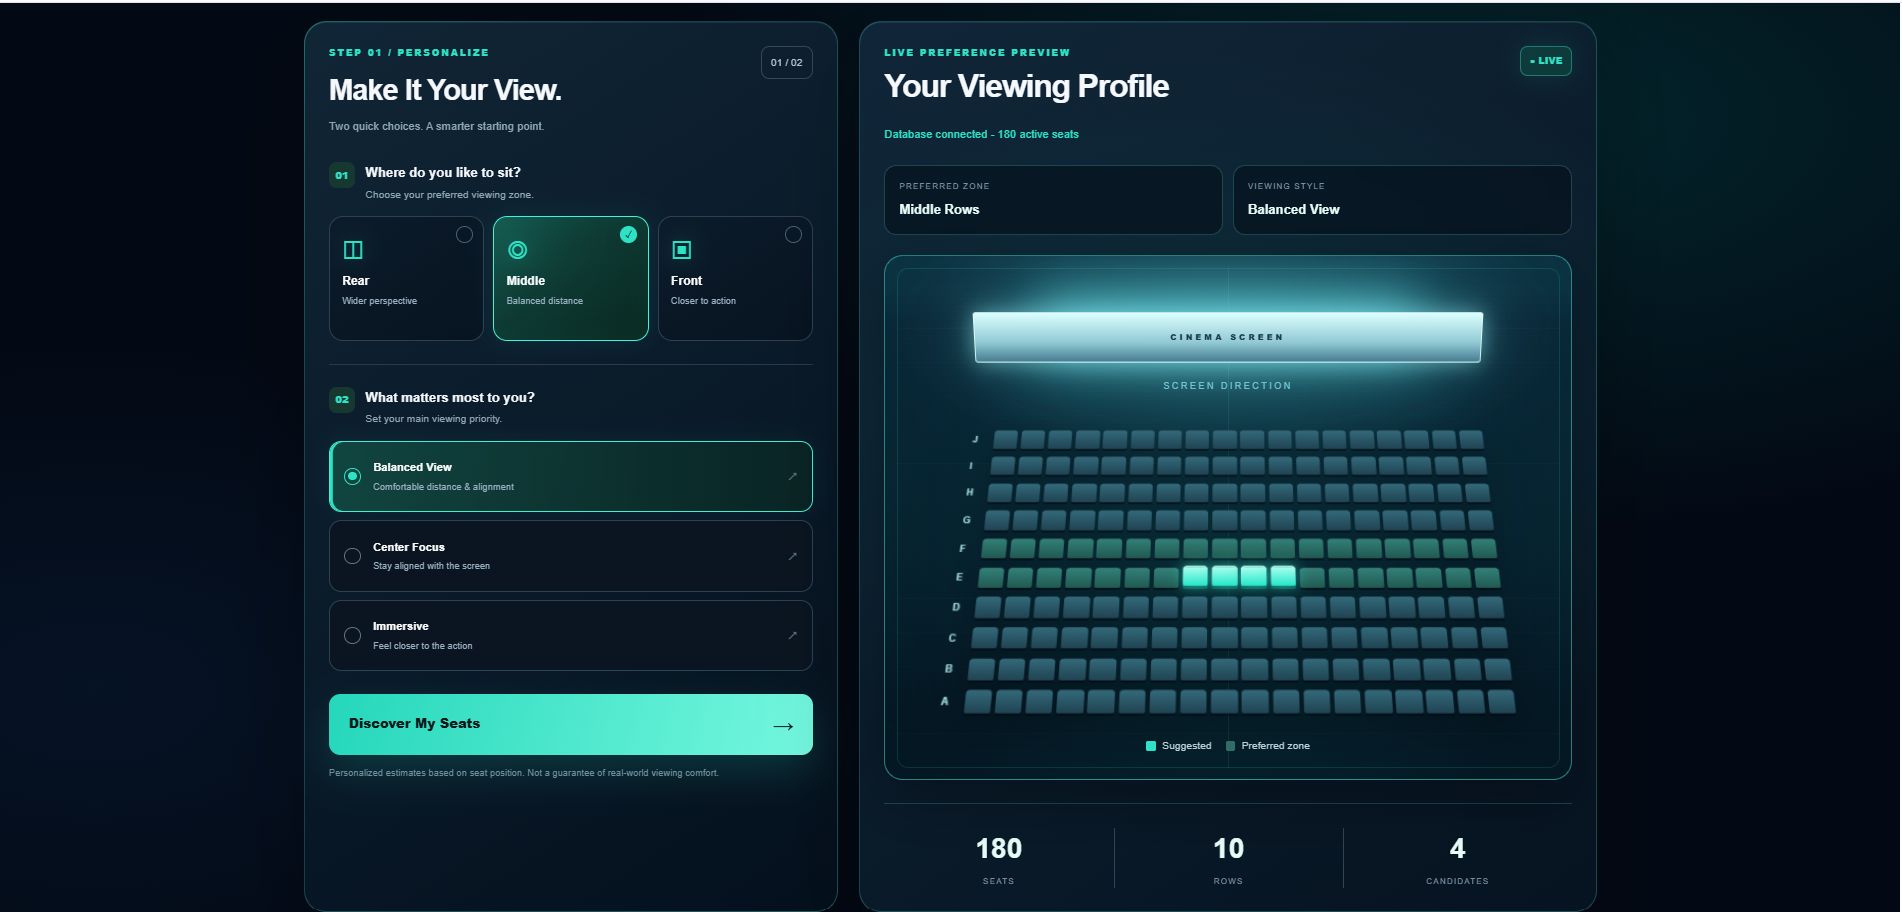 STEP 01 / PERSONALIZE
01 / 02
Make It Your View.
Two quick choices. A smarter starting point.
01
Where do you like to sit?
Choose your preferred viewing zone.
Rear
Wider perspective
Middle
Balanced distance
Front
Closer to action
02
What matters most to you?
Set your main viewing priority.
Balanced View
Comfortable distance & alignment
Center Focus
Stay aligned with the screen
Immersive
Feel closer to the action
Discover My Seats →
Personalized estimates based on seat position. Not a guarantee of real-world viewing comfort.
LIVE PREFERENCE PREVIEW
LIVE
Your Viewing Profile
Database connected - 180 active seats
PREFERRED ZONE
Middle Rows
VIEWING STYLE
Balanced View
CINEMA SCREEN
SCREEN DIRECTION
J
I
H
G
F
E
D
C
B
A
Suggested
Preferred zone
180
SEATS
10
ROWS
4
CANDIDATES